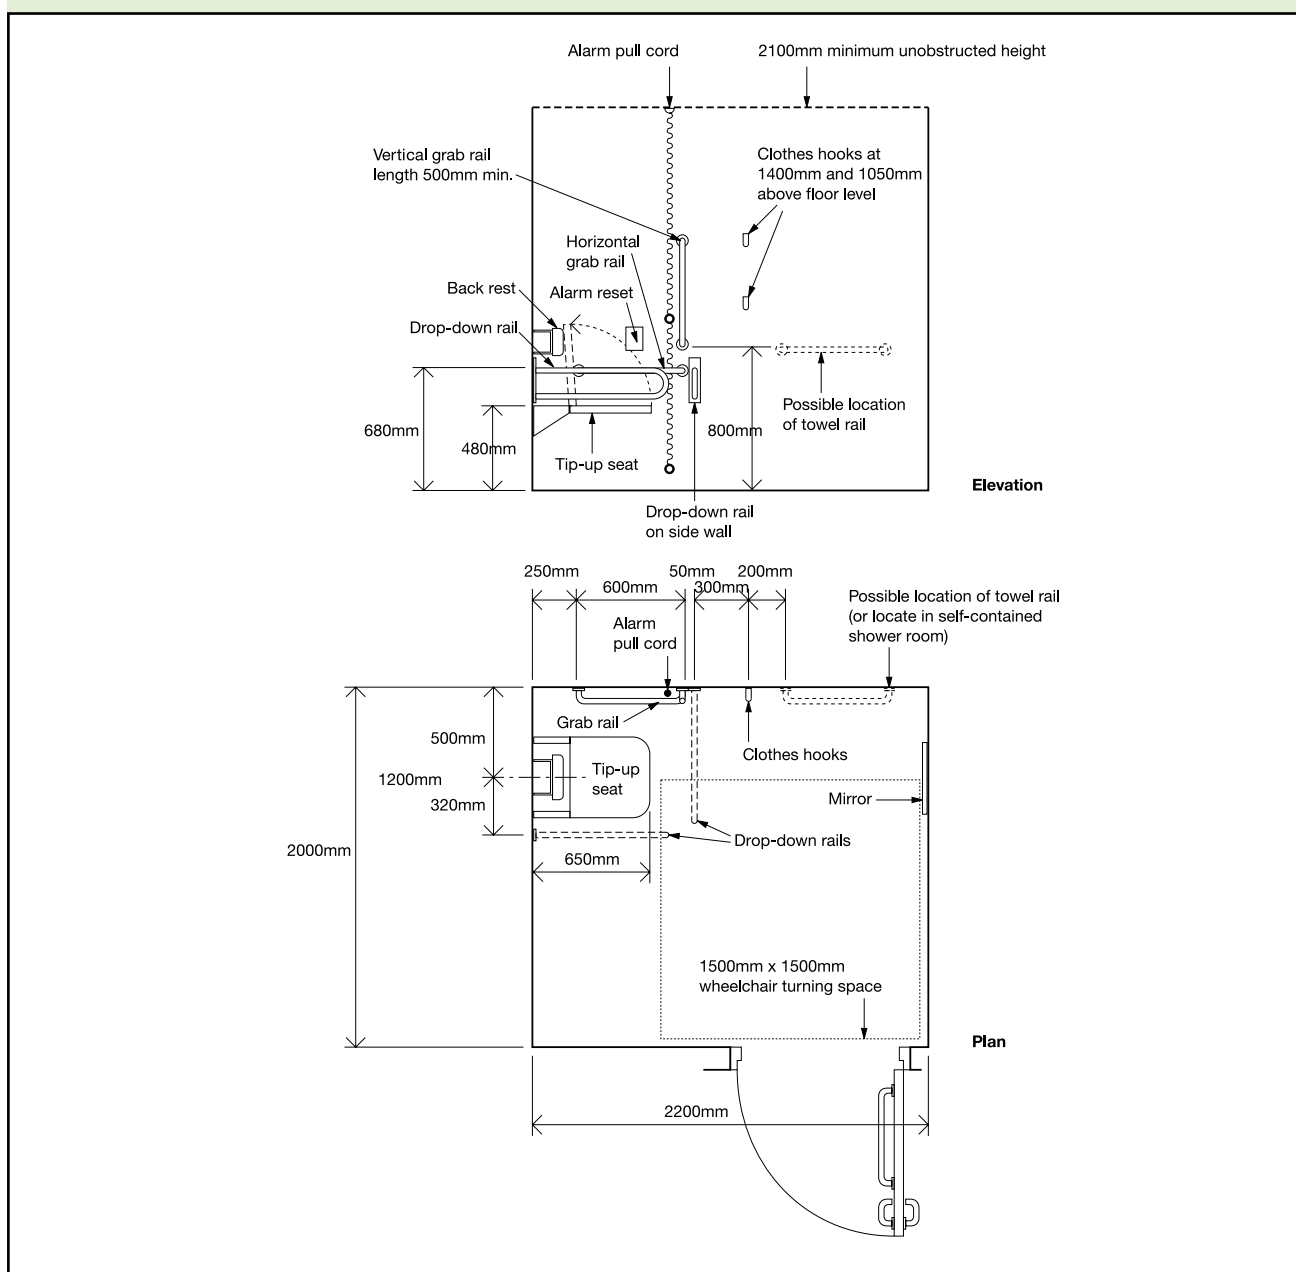 Alarm pull cord
2100mm minimum unobstructed height
Vertical grab rail
length 500mm min.
Clothes hooks at
1400mm and 1050mm
above floor level
Horizontal
grab rail
Back rest
Alarm reset
Drop-down rail
Possible location
of towel rail
680mm
480mm
800mm
Tip-up seat
Elevation
Drop-down rail
on side wall
250mm
600mm
50mm
300mm
200mm
Possible location of towel rail
(or locate in self-contained
shower room)
Alarm
pull cord
Grab rail
500mm
Clothes hooks
1200mm
Tip-up
seat
Mirror
320mm
Drop-down rails
2000mm
650mm
1500mm x 1500mm
wheelchair turning space
Plan
2200mm